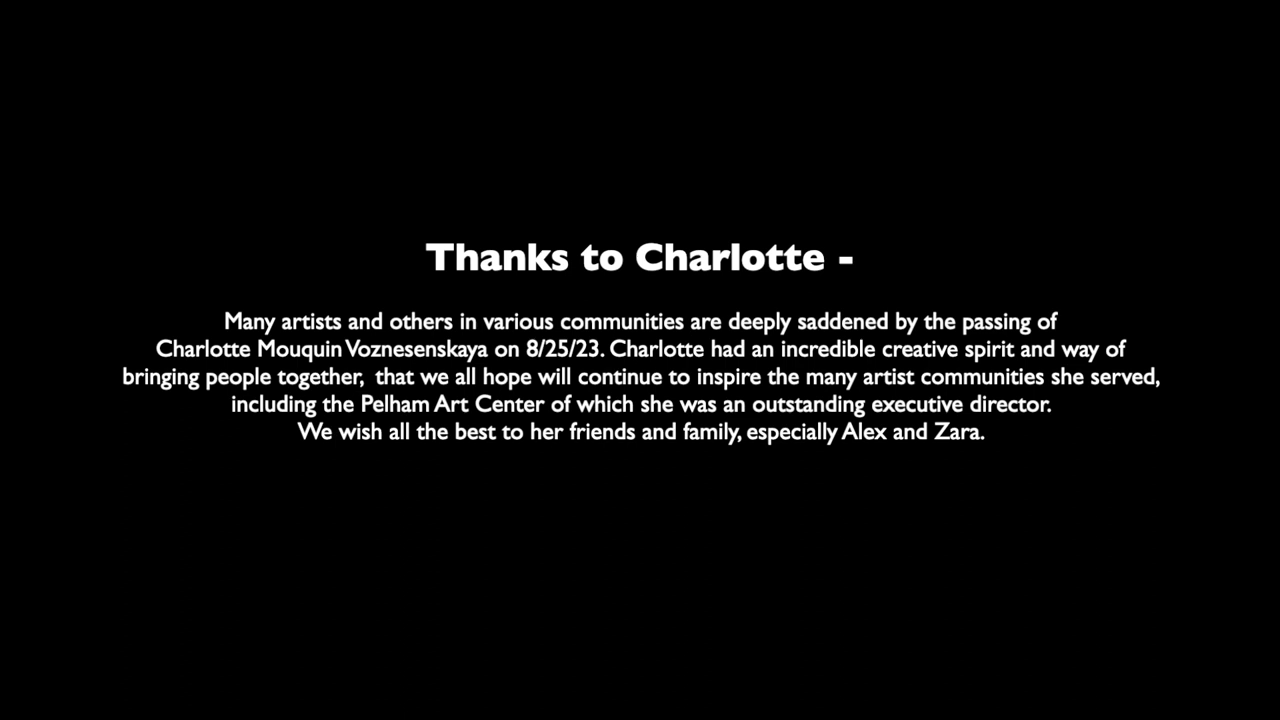 Thanks to Charlotte -
Many artists and others in various communities are deeply saddened by the passing of
Charlotte Mouquin Voznesenskaya on 8/25/23. Charlotte had an incredible creative spirit and way of
bringing people together,  that we all hope will continue to inspire the many artist communities she served,
including the Pelham Art Center of which she was an outstanding executive director.
We wish all the best to her friends and family, especially Alex and Zara.